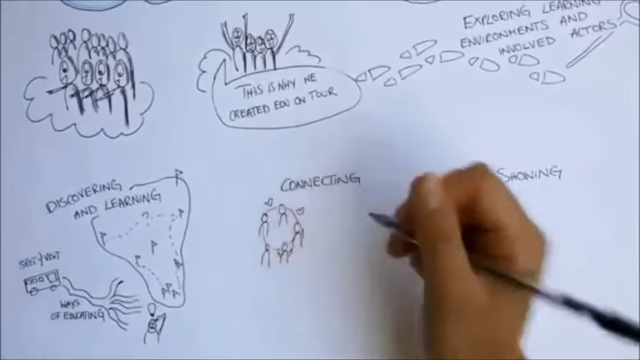 EXPLORING LEARNING
ENVIRONMENTS AND
INVOLVED ACTORS
THIS IS WHY WE
CREATED EDU ON TOUR
DISCOVERING
AND LEARNING
CONNECTING
SHOWING
WAYS
OF EDUCATING